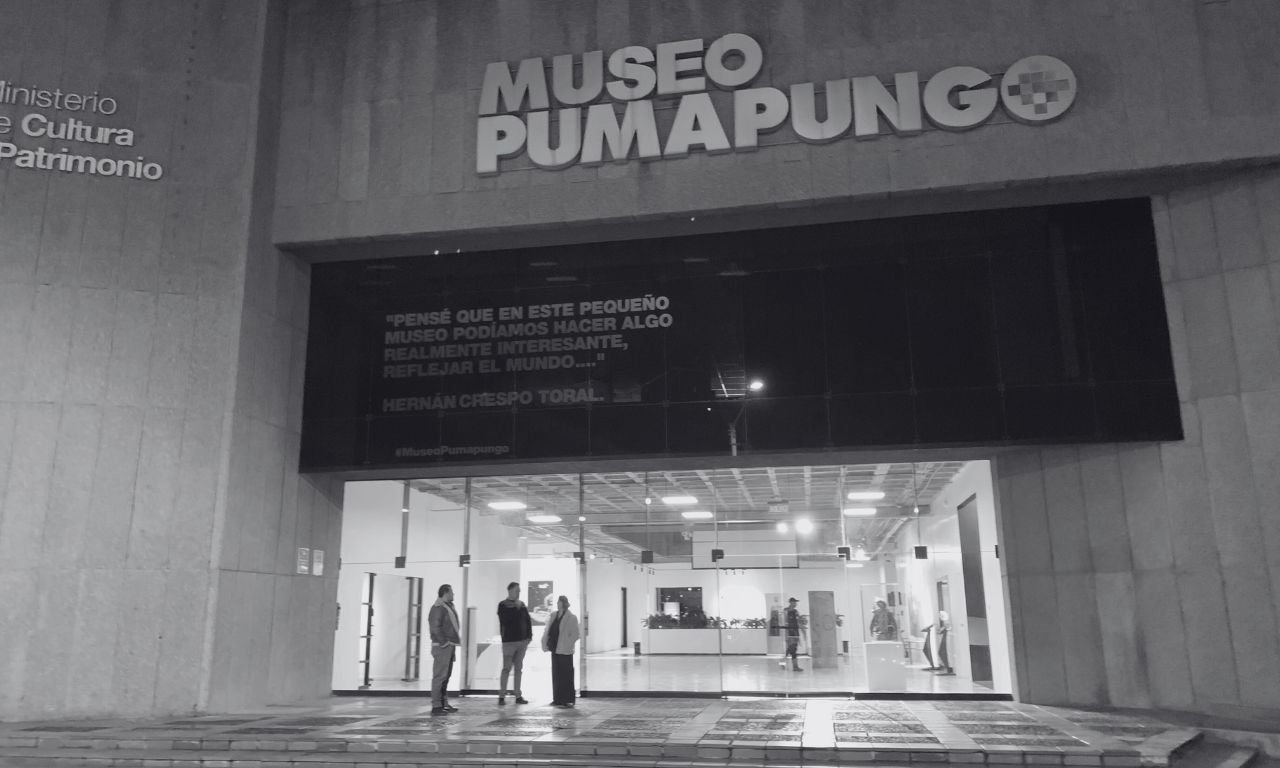 Ministerio
e Cultura
Patrimonio
MUSEO
PUMAPUNGO
"PENSÉ QUE EN ESTE PEQUEÑO
MUSEO PODÍAMOS HACER ALGO
REALMENTE INTERESANTE,
REFLEJAR EL MUNDO...."
HERNÁN CRESPO TORAL.
#MuseoPumapungo